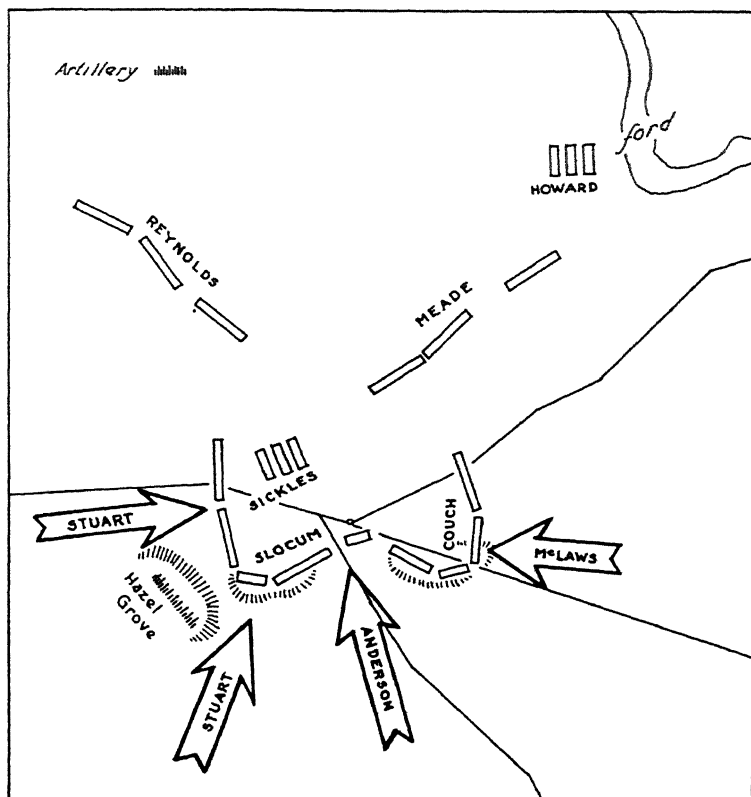 Artillery
ford
HOWARD
REYNOLDS
MEADE
SICKLES
STUART
SLOCUM
COUCH
McLAWS
Hazel
Grove
STUART
ANDERSON